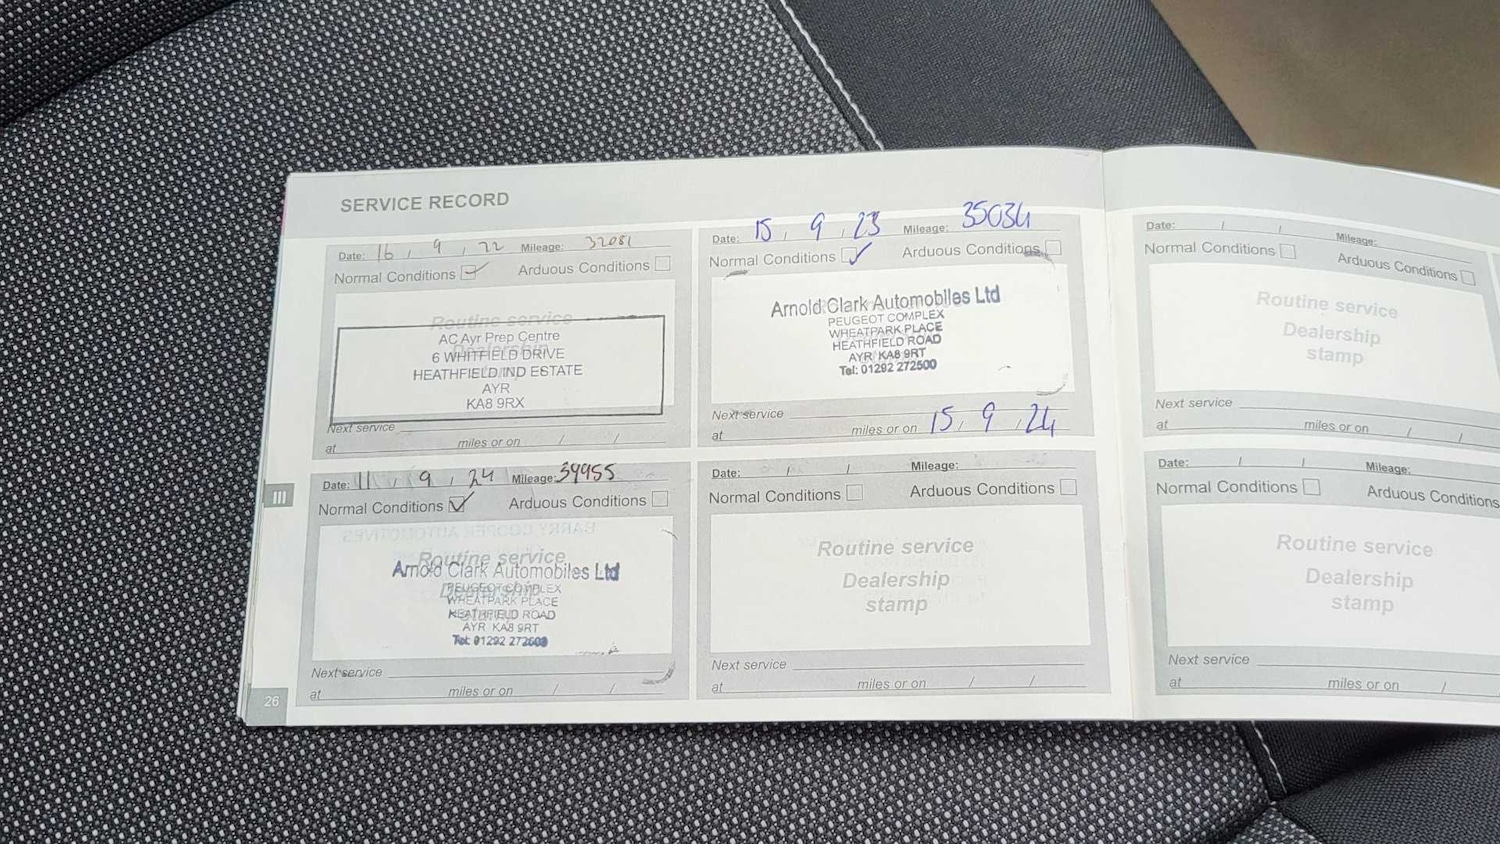 SERVICE RECORD
Date: 16 / 9 / 22 Mileage: 32081
Normal Conditions Arduous Conditions
Routine service
Dealership
AC Ayr Prep Centre
6 WHITFIELD DRIVE
HEATHFIELD IND ESTATE
AYR
KA8 9RX
Next service
at miles or on / /
Date: 15 / 9 / 23 Mileage: 35034
Normal Conditions Arduous Conditions
Arnold Clark Automobiles Ltd
PEUGEOT COMPLEX
WHEATPARK PLACE
HEATHFIELD ROAD
AYR KA8 9RT
Tel: 01292 272500
Next service
at miles or on 15 / 9 / 24
Date: / / Mileage:
Normal Conditions Arduous Conditions
Routine service
Dealership
stamp
Next service
at miles or on / /
III
Date: 11 / 9 / 24 Mileage: 39955
Normal Conditions Arduous Conditions
Routine service
Dealership
Arnold Clark Automobiles Ltd
PEUGEOT COMPLEX
WHEATPARK PLACE
HEATHFIELD ROAD
AYR KA8 9RT
Tel: 01292
Next service
at miles or on / /
Date: / / Mileage:
Normal Conditions Arduous Conditions
Routine service
Dealership
stamp
Next service
at miles or on / /
Date: / / Mileage:
Normal Conditions Arduous Conditions
Routine service
Dealership
stamp
Next service
at miles or on /
26